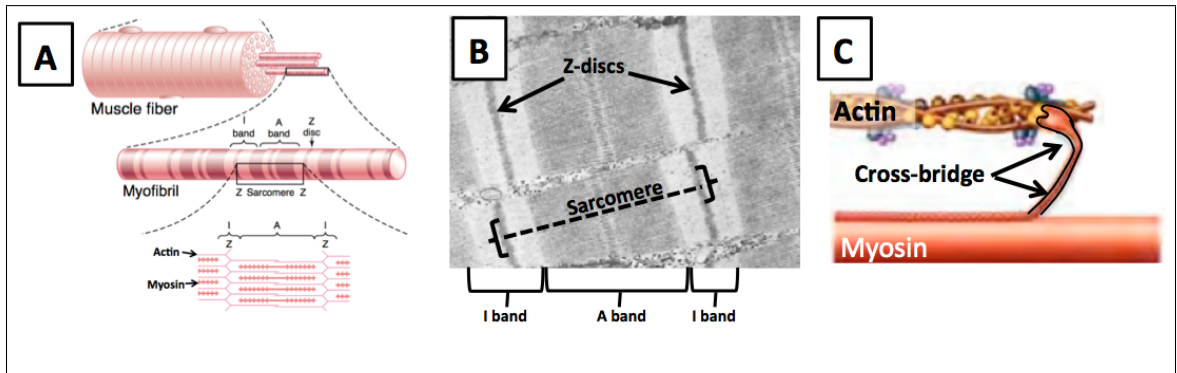 A
Muscle fiber
I
band
A
band
Z
disc
Myofibril
Z Sarcomere Z
I A I
Z Z
Actin
Myosin
B
Z-discs
Sarcomere
I band A band I band
C
Actin
Cross-bridge
Myosin